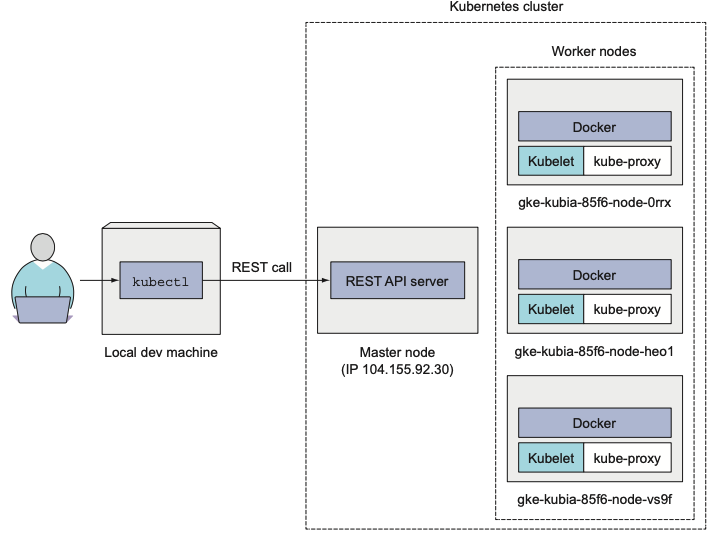 Kubernetes cluster
Worker nodes
Docker
Kubelet
kube-proxy
gke-kubia-85f6-node-0rrx
kubectl
REST call
REST API server
Local dev machine
Master node
(IP 104.155.92.30)
Docker
Kubelet
kube-proxy
gke-kubia-85f6-node-heo1
Docker
Kubelet
kube-proxy
gke-kubia-85f6-node-vs9f